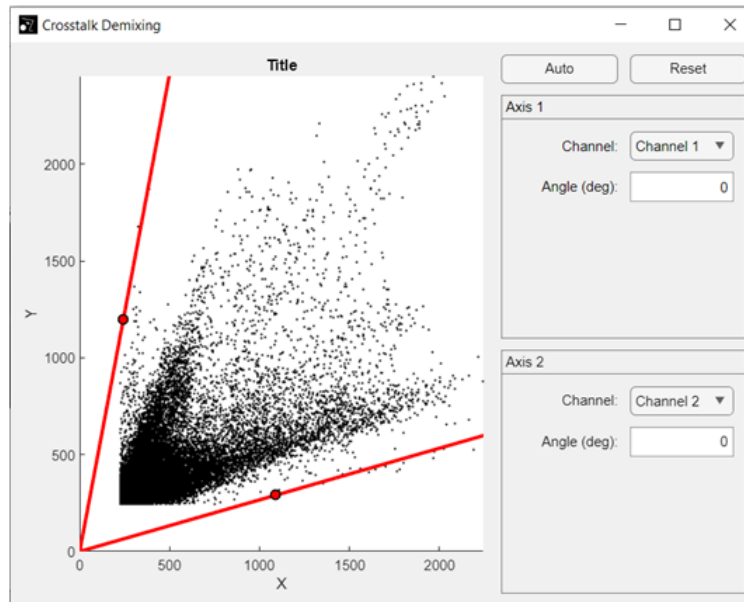 Crosstalk Demixing
Title
2000
1500
1000
500
0
Y
0 500 1000 1500 2000
X
Auto Reset
Axis 1
Channel: Channel 1
Angle (deg): 0
Axis 2
Channel: Channel 2
Angle (deg): 0